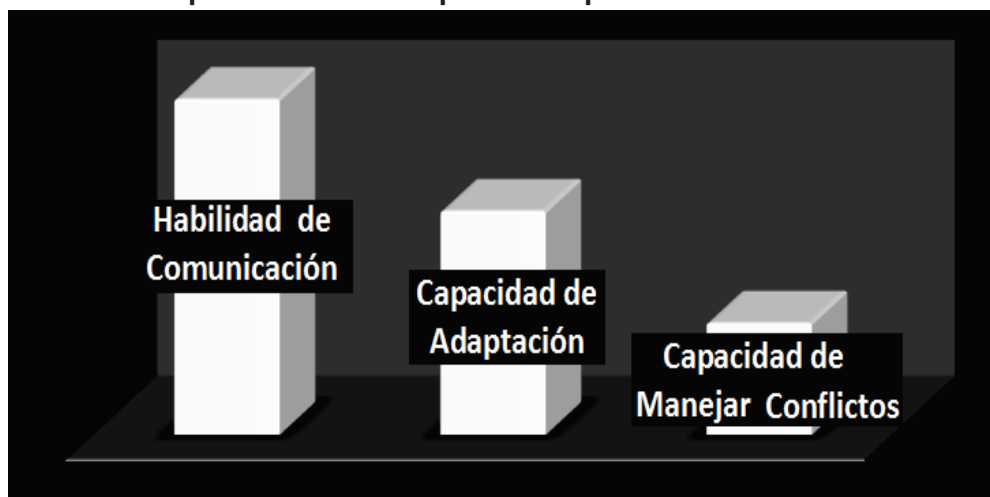 Habilidad de
Comunicación
Capacidad de
Adaptación
Capacidad de
Manejar Conflictos